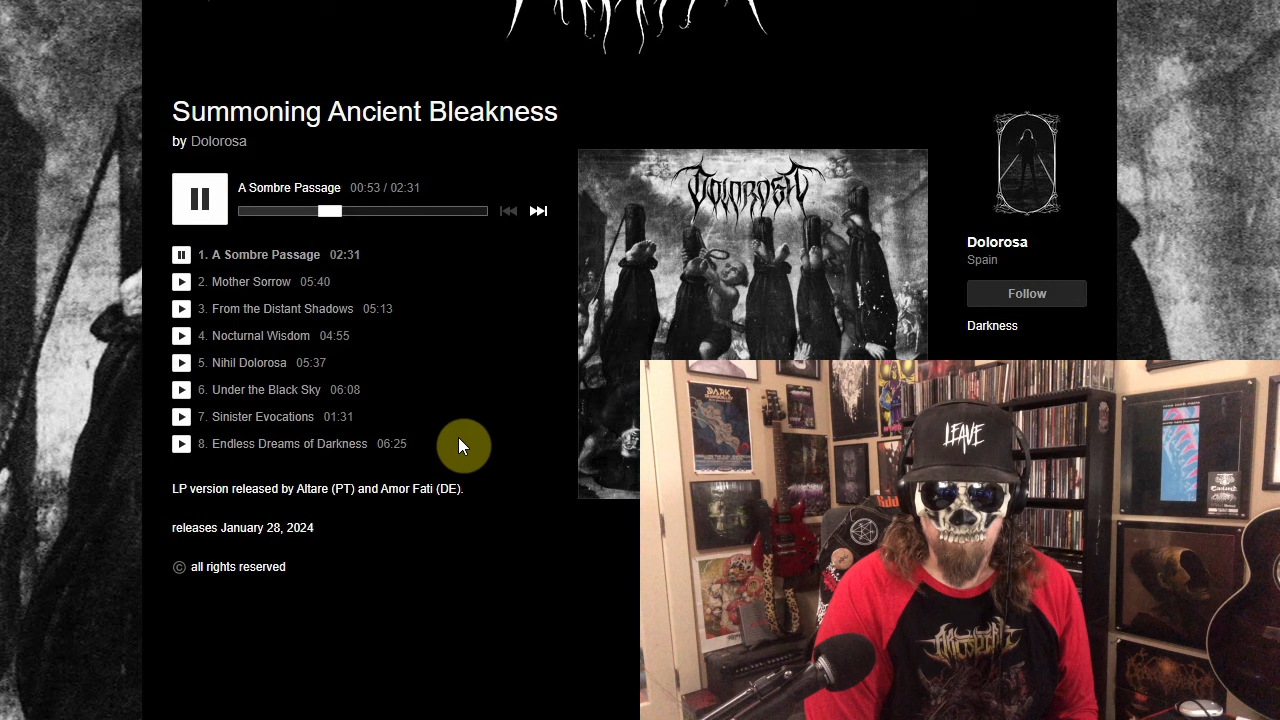 Summoning Ancient Bleakness
by Dolorosa
A Sombre Passage 00:53 / 02:31
1. A Sombre Passage 02:31
2. Mother Sorrow 05:40
3. From the Distant Shadows 05:13
4. Nocturnal Wisdom 04:55
5. Nihil Dolorosa 05:37
6. Under the Black Sky 06:08
7. Sinister Evocations 01:31
8. Endless Dreams of Darkness 06:25
LP version released by Altare (PT) and Amor Fati (DE).
releases January 28, 2024
© all rights reserved
DOLOROSA
Dolorosa
Spain
Follow
Darkness
LEAVE
DARK